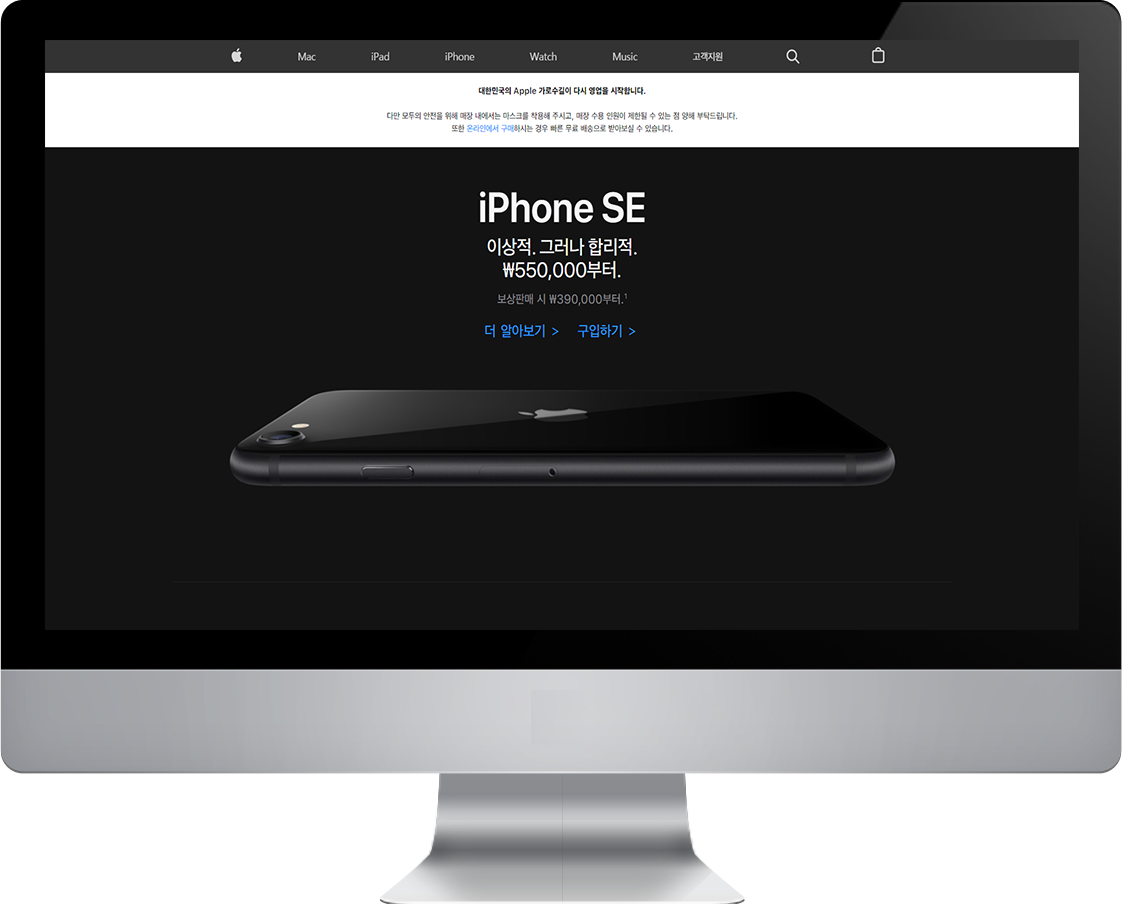 Mac iPad iPhone Watch Music 고객지원
대한민국의 Apple 가로수길이 다시 영업을 시작합니다.
다만 모두의 안전을 위해 매장 내에서는 마스크를 착용해 주시고, 매장 수용 인원이 제한될 수 있는 점 양해 부탁드립니다.
또한 온라인에서 구매하시는 경우 빠른 무료 배송으로 받아보실 수 있습니다.
iPhone SE
이상적. 그러나 합리적.
₩550,000부터.
보상판매 시 ₩390,000부터.1
더 알아보기 > 구입하기 >